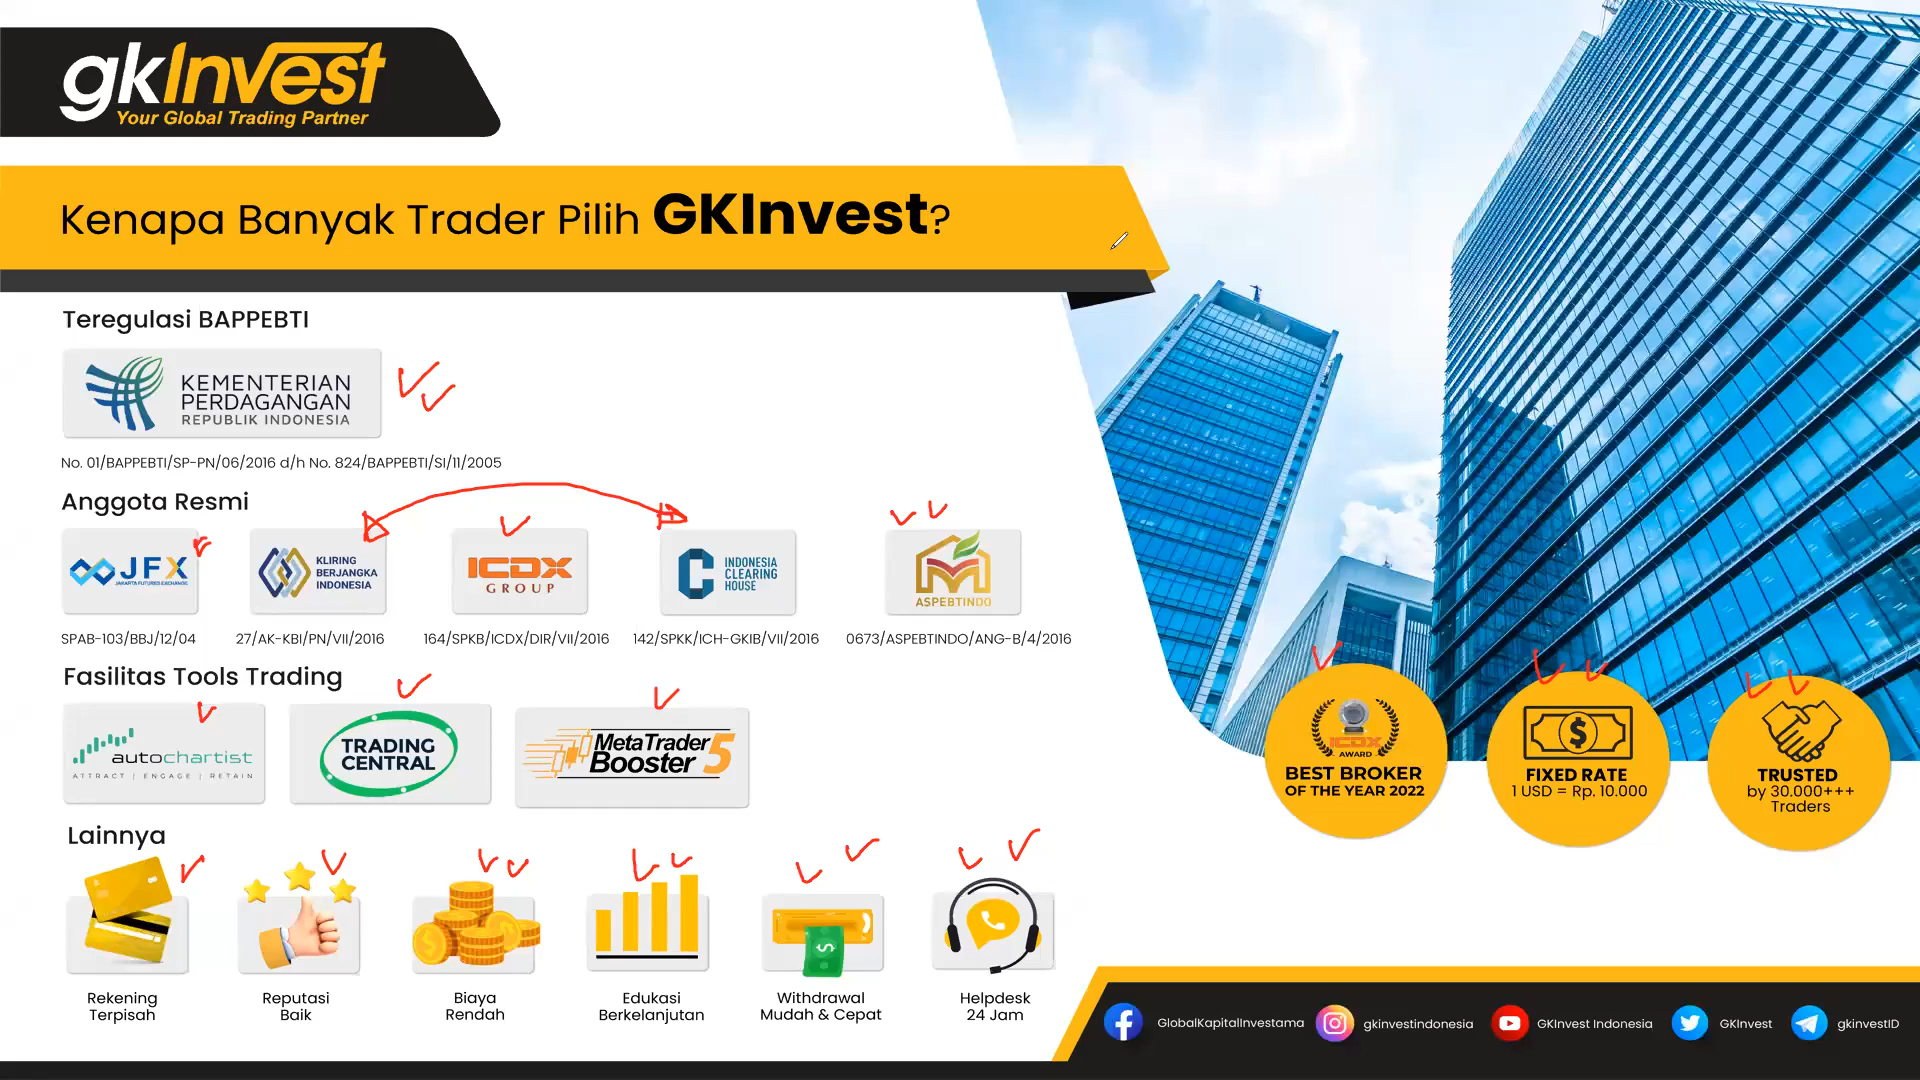 gkInvest
Your Global Trading Partner
Kenapa Banyak Trader Pilih GKInvest?
Teregulasi BAPPEBTI
KEMENTERIAN
PERDAGANGAN
REPUBLIK INDONESIA
No. 01/BAPPEBTI/SP-PN/06/2016 d/h No. 824/BAPPEBTI/SI/11/2005
Anggota Resmi
JFX
JAKARTA FUTURES EXCHANGE
SPAB-103/BBJ/12/04
KLIRING
BERJANGKA
INDONESIA
27/AK-KBI/PN/VII/2016
ICDX
GROUP
164/SPKB/ICDX/DIR/VII/2016
INDONESIA
CLEARING
HOUSE
142/SPKK/ICH-GKIB/VII/2016
ASPEBTINDO
0673/ASPEBTINDO/ANG-B/4/2016
Fasilitas Tools Trading
autochartist
ATTRACT | ENGAGE | RETAIN
TRADING
CENTRAL
MetaTrader 5
Booster
Lainnya
Rekening
Terpisah
Reputasi
Baik
Biaya
Rendah
Edukasi
Berkelanjutan
Withdrawal
Mudah & Cepat
Helpdesk
24 Jam
ICDX
AWARD
BEST BROKER
OF THE YEAR 2022
FIXED RATE
1 USD = Rp. 10.000
TRUSTED
by 30.000+++
Traders
GlobalKapitalInvestama
gkinvestindonesia
GKInvest Indonesia
GKInvest
gkinvestID